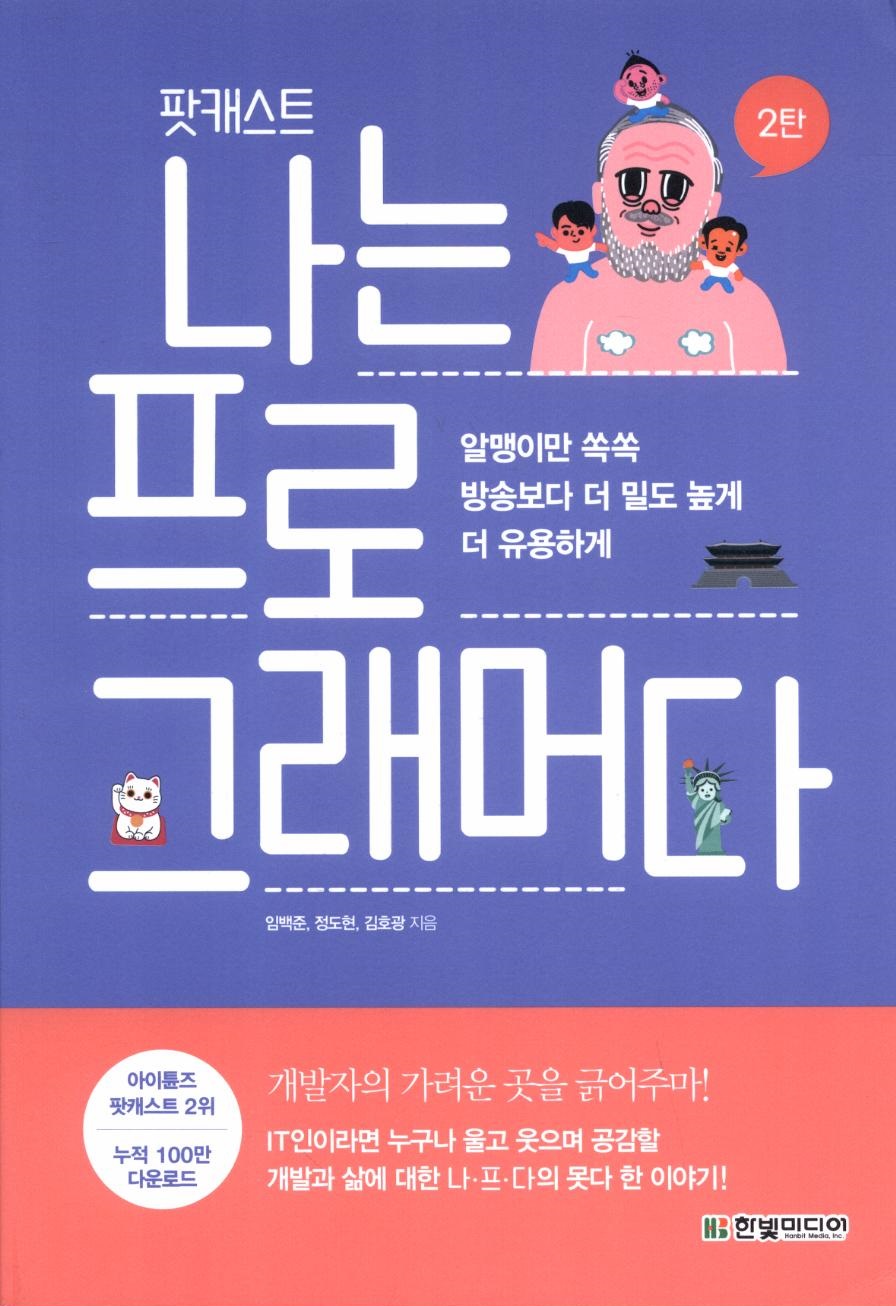 팟캐스트
2탄
나는
프로
그래머다
알맹이만 쏙쏙
방송보다 더 밀도 높게
더 유용하게
임백준, 정도현, 김호광 지음
아이튠즈
팟캐스트 2위
누적 100만
다운로드
개발자의 가려운 곳을 긁어주마!
IT인이라면 누구나 울고 웃으며 공감할
개발과 삶에 대한 나·프·다의 못다 한 이야기!
HB 한빛미디어
Hanbit Media, Inc.